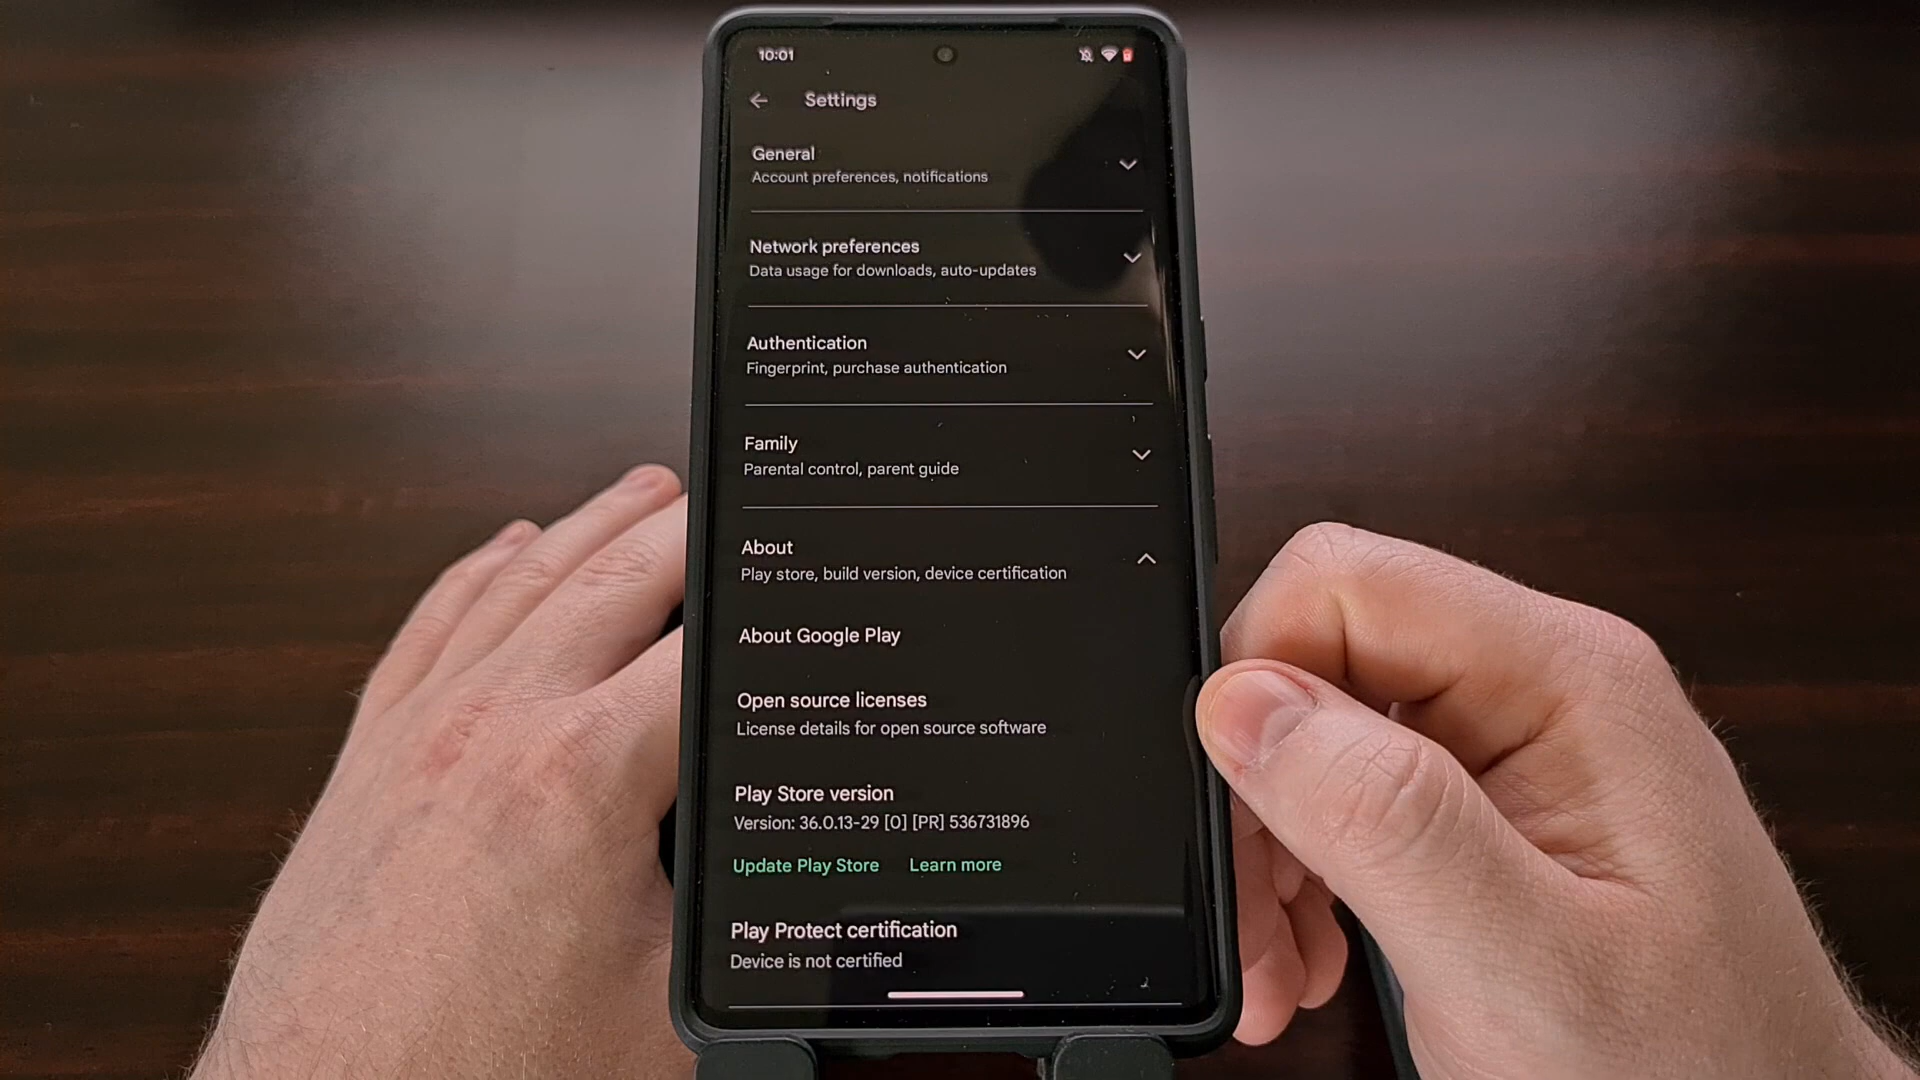 10:01
Settings
General
Account preferences, notifications
Network preferences
Data usage for downloads, auto-updates
Authentication
Fingerprint, purchase authentication
Family
Parental control, parent guide
About
Play store, build version, device certification
About Google Play
Open source licenses
License details for open source software
Play Store version
Version: 36.0.13-29 [0] [PR] 536731896
Update Play Store Learn more
Play Protect certification
Device is not certified